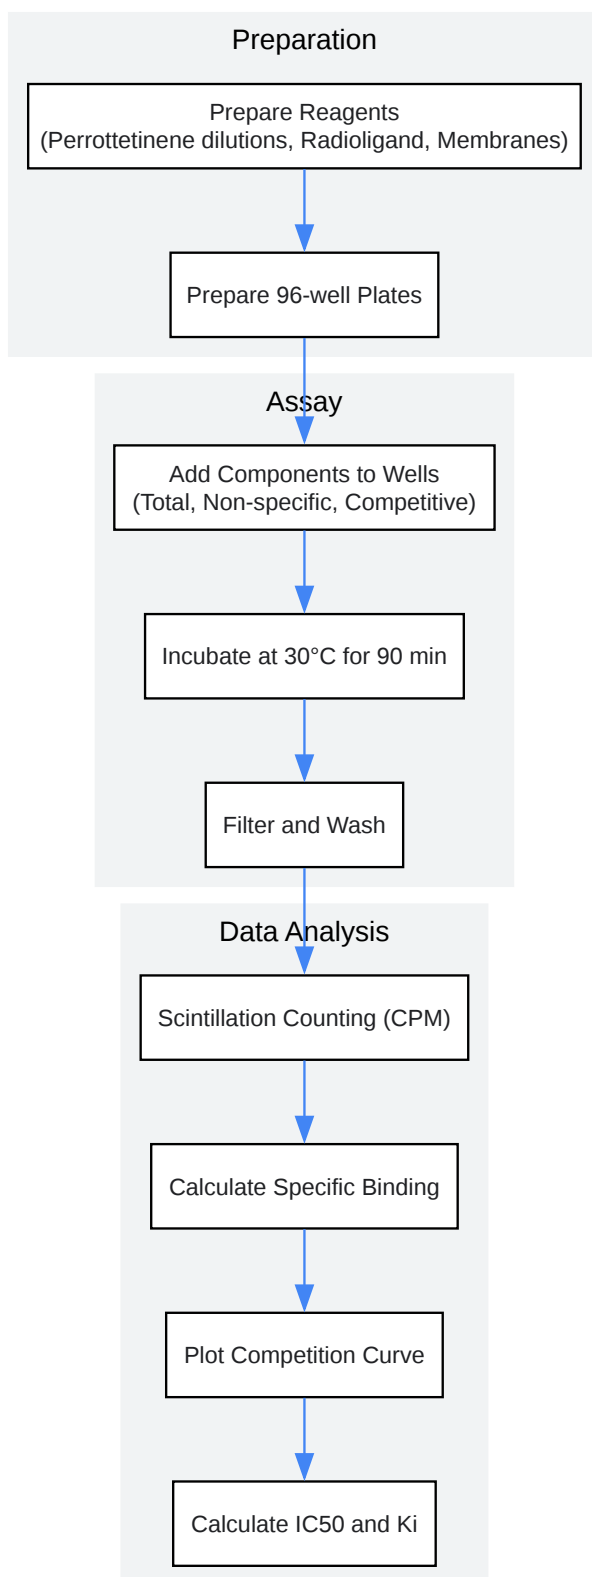 Preparation
Prepare Reagents
(Perrottetinene dilutions, Radioligand, Membranes)
Prepare 96-well Plates
Assay
Add Components to Wells
(Total, Non-specific, Competitive)
Incubate at 30°C for 90 min
Filter and Wash
Data Analysis
Scintillation Counting (CPM)
Calculate Specific Binding
Plot Competition Curve
Calculate IC50 and Ki